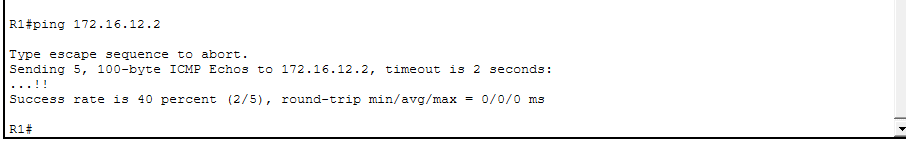 R1#ping 172.16.12.2
Type escape sequence to abort.
Sending 5, 100-byte ICMP Echos to 172.16.12.2, timeout is 2 seconds:
...!!
Success rate is 40 percent (2/5), round-trip min/avg/max = 0/0/0 ms
R1#